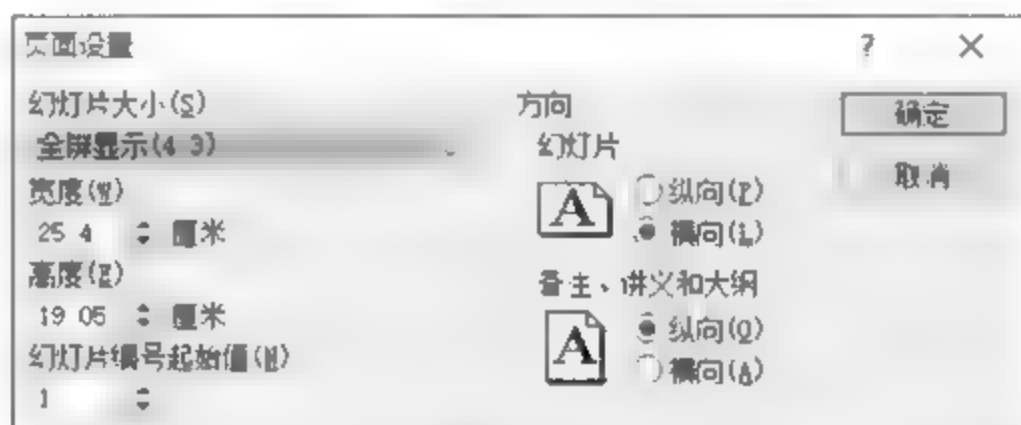 页面设置
? ×
幻灯片大小(S)
全屏显示(4:3)
宽度(W)
25.4 厘米
高度(E)
19.05 厘米
幻灯片编号起始值(N)
1
方向
幻灯片
A
纵向(P)
横向(L)
备注、讲义和大纲
A
纵向(O)
横向(A)
确定
取消